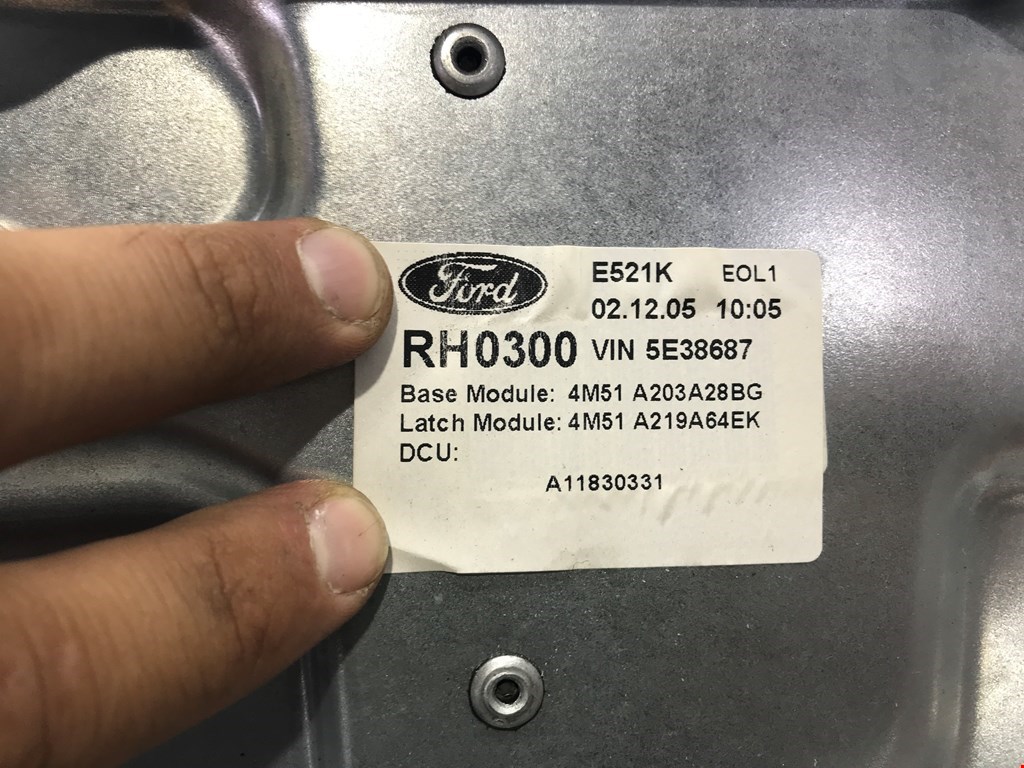 Ford
E521K EOL1
02.12.05 10:05
RH0300 VIN 5E38687
Base Module: 4M51 A203A28BG
Latch Module: 4M51 A219A64EK
DCU:
A11830331